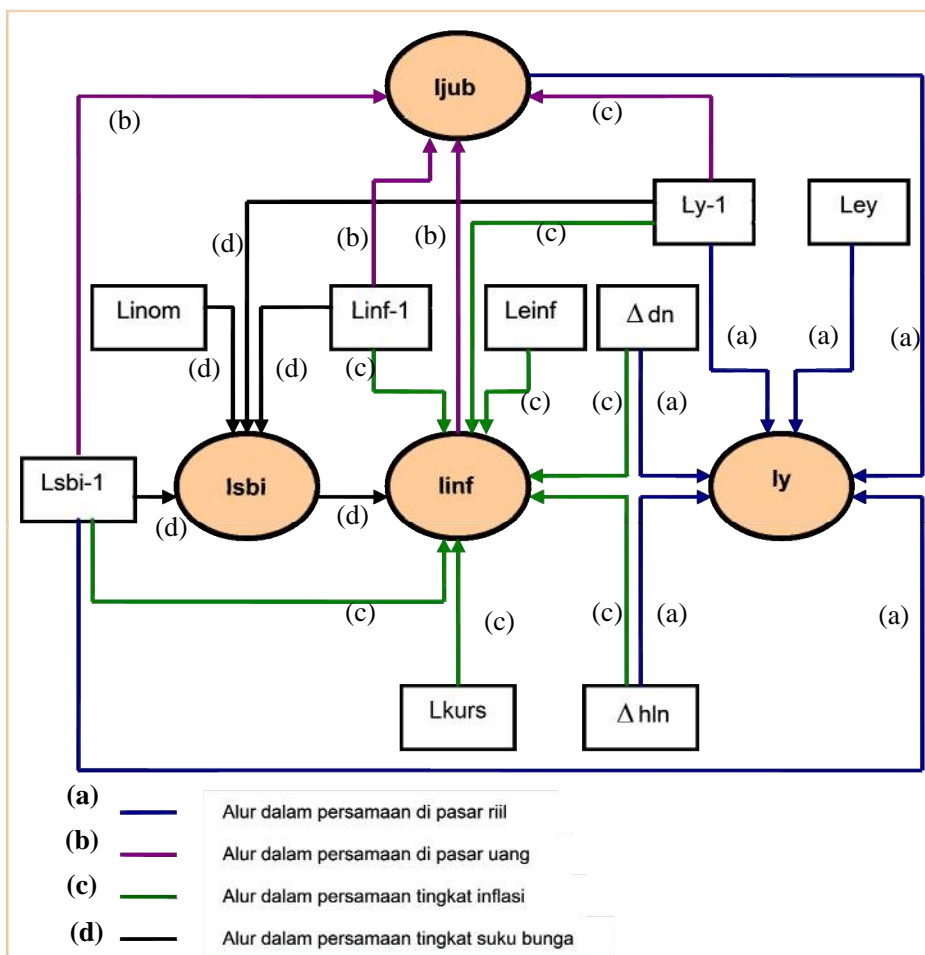 ljub
(b)
(c)
Ly-1
Ley
(d)
(b)
(b)
(c)
Linom
Linf-1
Leinf
Δ dn
(d)
(d)
(c)
(c)
(c)
(a)
(a)
(a)
(a)
Lsbi-1
lsbi
linf
ly
(d)
(d)
(c)
(c)
(c)
(a)
(a)
Lkurs
Δ hln
(a) Alur dalam persamaan di pasar riil
(b) Alur dalam persamaan di pasar uang
(c) Alur dalam persamaan tingkat inflasi
(d) Alur dalam persamaan tingkat suku bunga